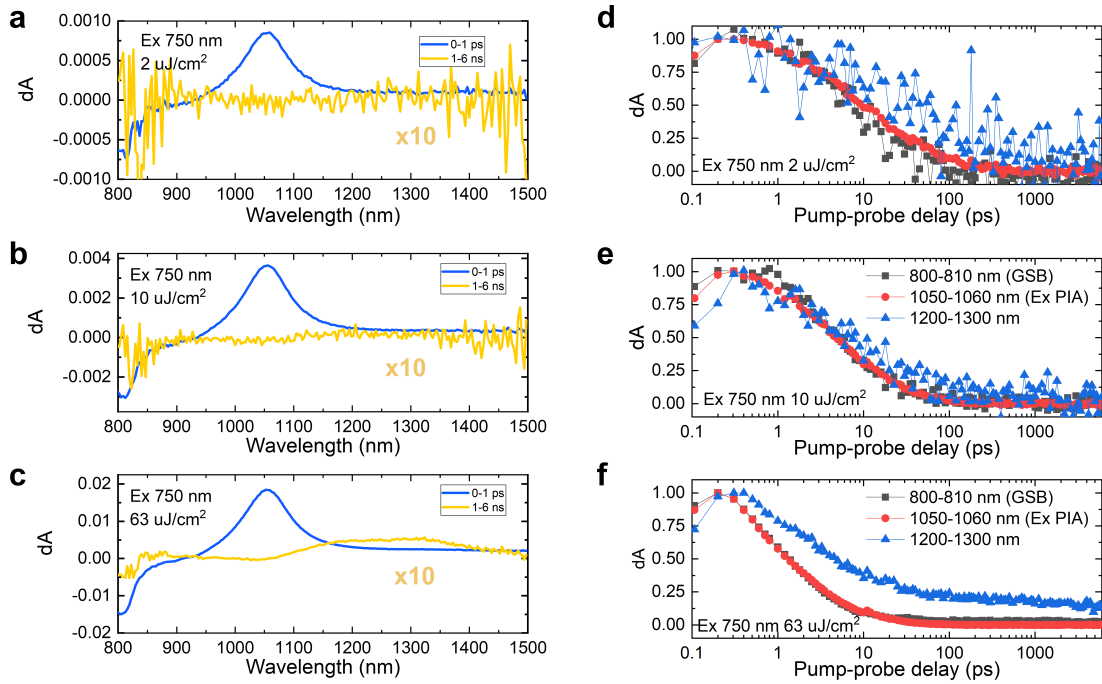 a
Ex 750 nm
2 uJ/cm²
0-1 ps
1-6 ns
x10
0.0010
0.0005
0.0000
-0.0005
-0.0010
dA
800 900 1000 1100 1200 1300 1400 1500
Wavelength (nm)
b
Ex 750 nm
10 uJ/cm²
0-1 ps
1-6 ns
x10
0.004
0.002
0.000
-0.002
dA
800 900 1000 1100 1200 1300 1400 1500
Wavelength (nm)
c
Ex 750 nm
63 uJ/cm²
0-1 ps
1-6 ns
x10
0.02
0.01
0.00
-0.01
-0.02
dA
800 900 1000 1100 1200 1300 1400 1500
Wavelength (nm)
d
1.00
0.75
0.50
0.25
0.00
dA
Ex 750 nm 2 uJ/cm²
0.1 1 10 100 1000
Pump-probe delay (ps)
e
800-810 nm (GSB)
1050-1060 nm (Ex PIA)
1200-1300 nm
1.00
0.75
0.50
0.25
0.00
dA
Ex 750 nm 10 uJ/cm²
0.1 1 10 100 1000
Pump-probe delay (ps)
f
800-810 nm (GSB)
1050-1060 nm (Ex PIA)
1200-1300 nm
1.00
0.75
0.50
0.25
0.00
dA
Ex 750 nm 63 uJ/cm²
0.1 1 10 100 1000
Pump-probe delay (ps)